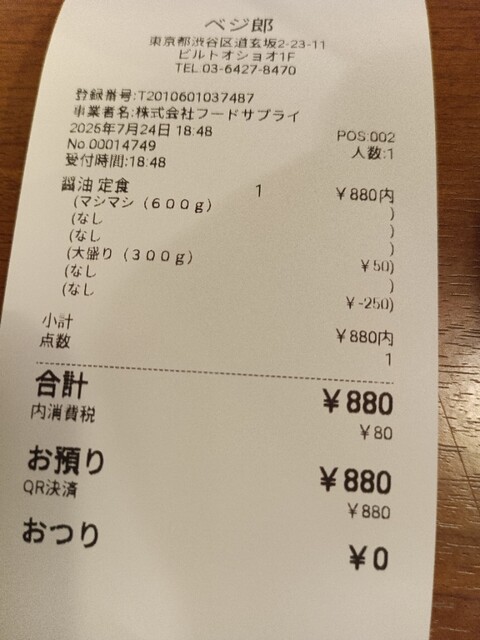 ベジ郎
東京都渋谷区道玄坂2-23-11
ビルトオショオ1F
TEL.03-6427-8470
登録番号:T2010601037487
事業者名:株式会社フードサプライ
2025年7月24日 18:48 POS:002
No.00014749 人数:1
受付時間:18:48
醤油 定食 1 ¥880内
(マシマシ（600g） )
(なし )
(なし )
(大盛り（300g） ¥50)
(なし )
(なし ¥-250)
小計 ¥880内
点数 1
合計 ¥880
内消費税 ¥80
お預り ¥880
QR決済 ¥880
おつり ¥0